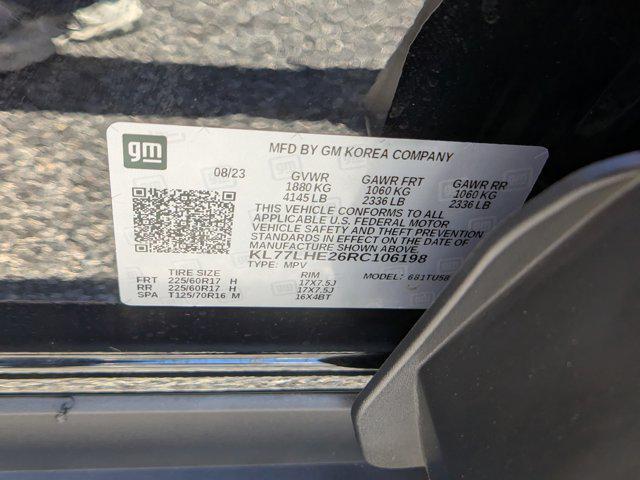 gm
MFD BY GM KOREA COMPANY
08/23 GVWR GAWR FRT GAWR RR
1880 KG 1060 KG 1060 KG
4145 LB 2336 LB 2336 LB
THIS VEHICLE CONFORMS TO ALL
APPLICABLE U.S. FEDERAL MOTOR
VEHICLE SAFETY AND THEFT PREVENTION
STANDARDS IN EFFECT ON THE DATE OF
MANUFACTURE SHOWN ABOVE.
KL77LHE26RC106198
TYPE: MPV MODEL: 681TU58
TIRE SIZE RIM
FRT 225/60R17 H 17X7.5J
RR 225/60R17 H 17X7.5J
SPA T125/70R16 M 16X4BT